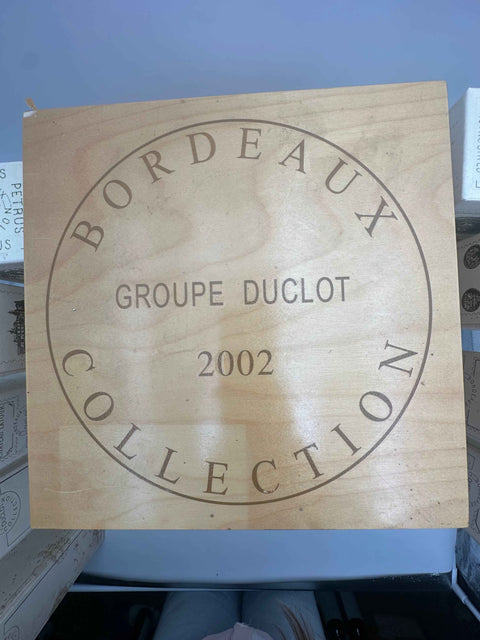 BORDEAUX
GROUPE DUCLOT
2002
COLLECTION
PETRUS